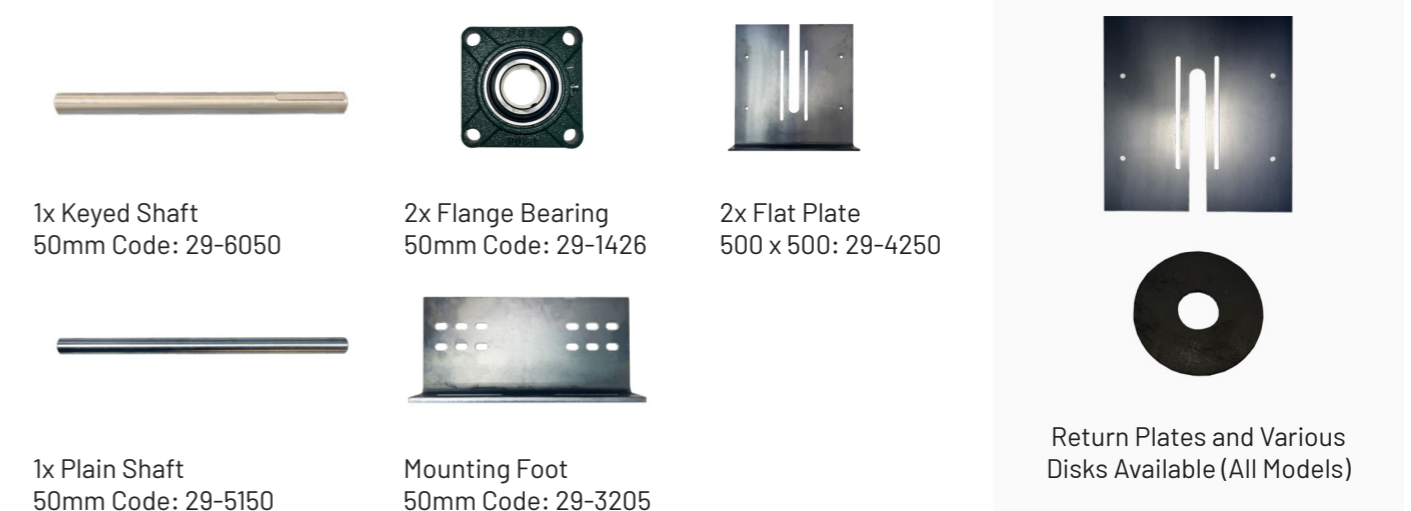 1x Keyed Shaft
50mm Code: 29-6050
2x Flange Bearing
50mm Code: 29-1426
2x Flat Plate
500 x 500: 29-4250
1x Plain Shaft
50mm Code: 29-5150
Mounting Foot
50mm Code: 29-3205
Return Plates and Various
Disks Available (All Models)